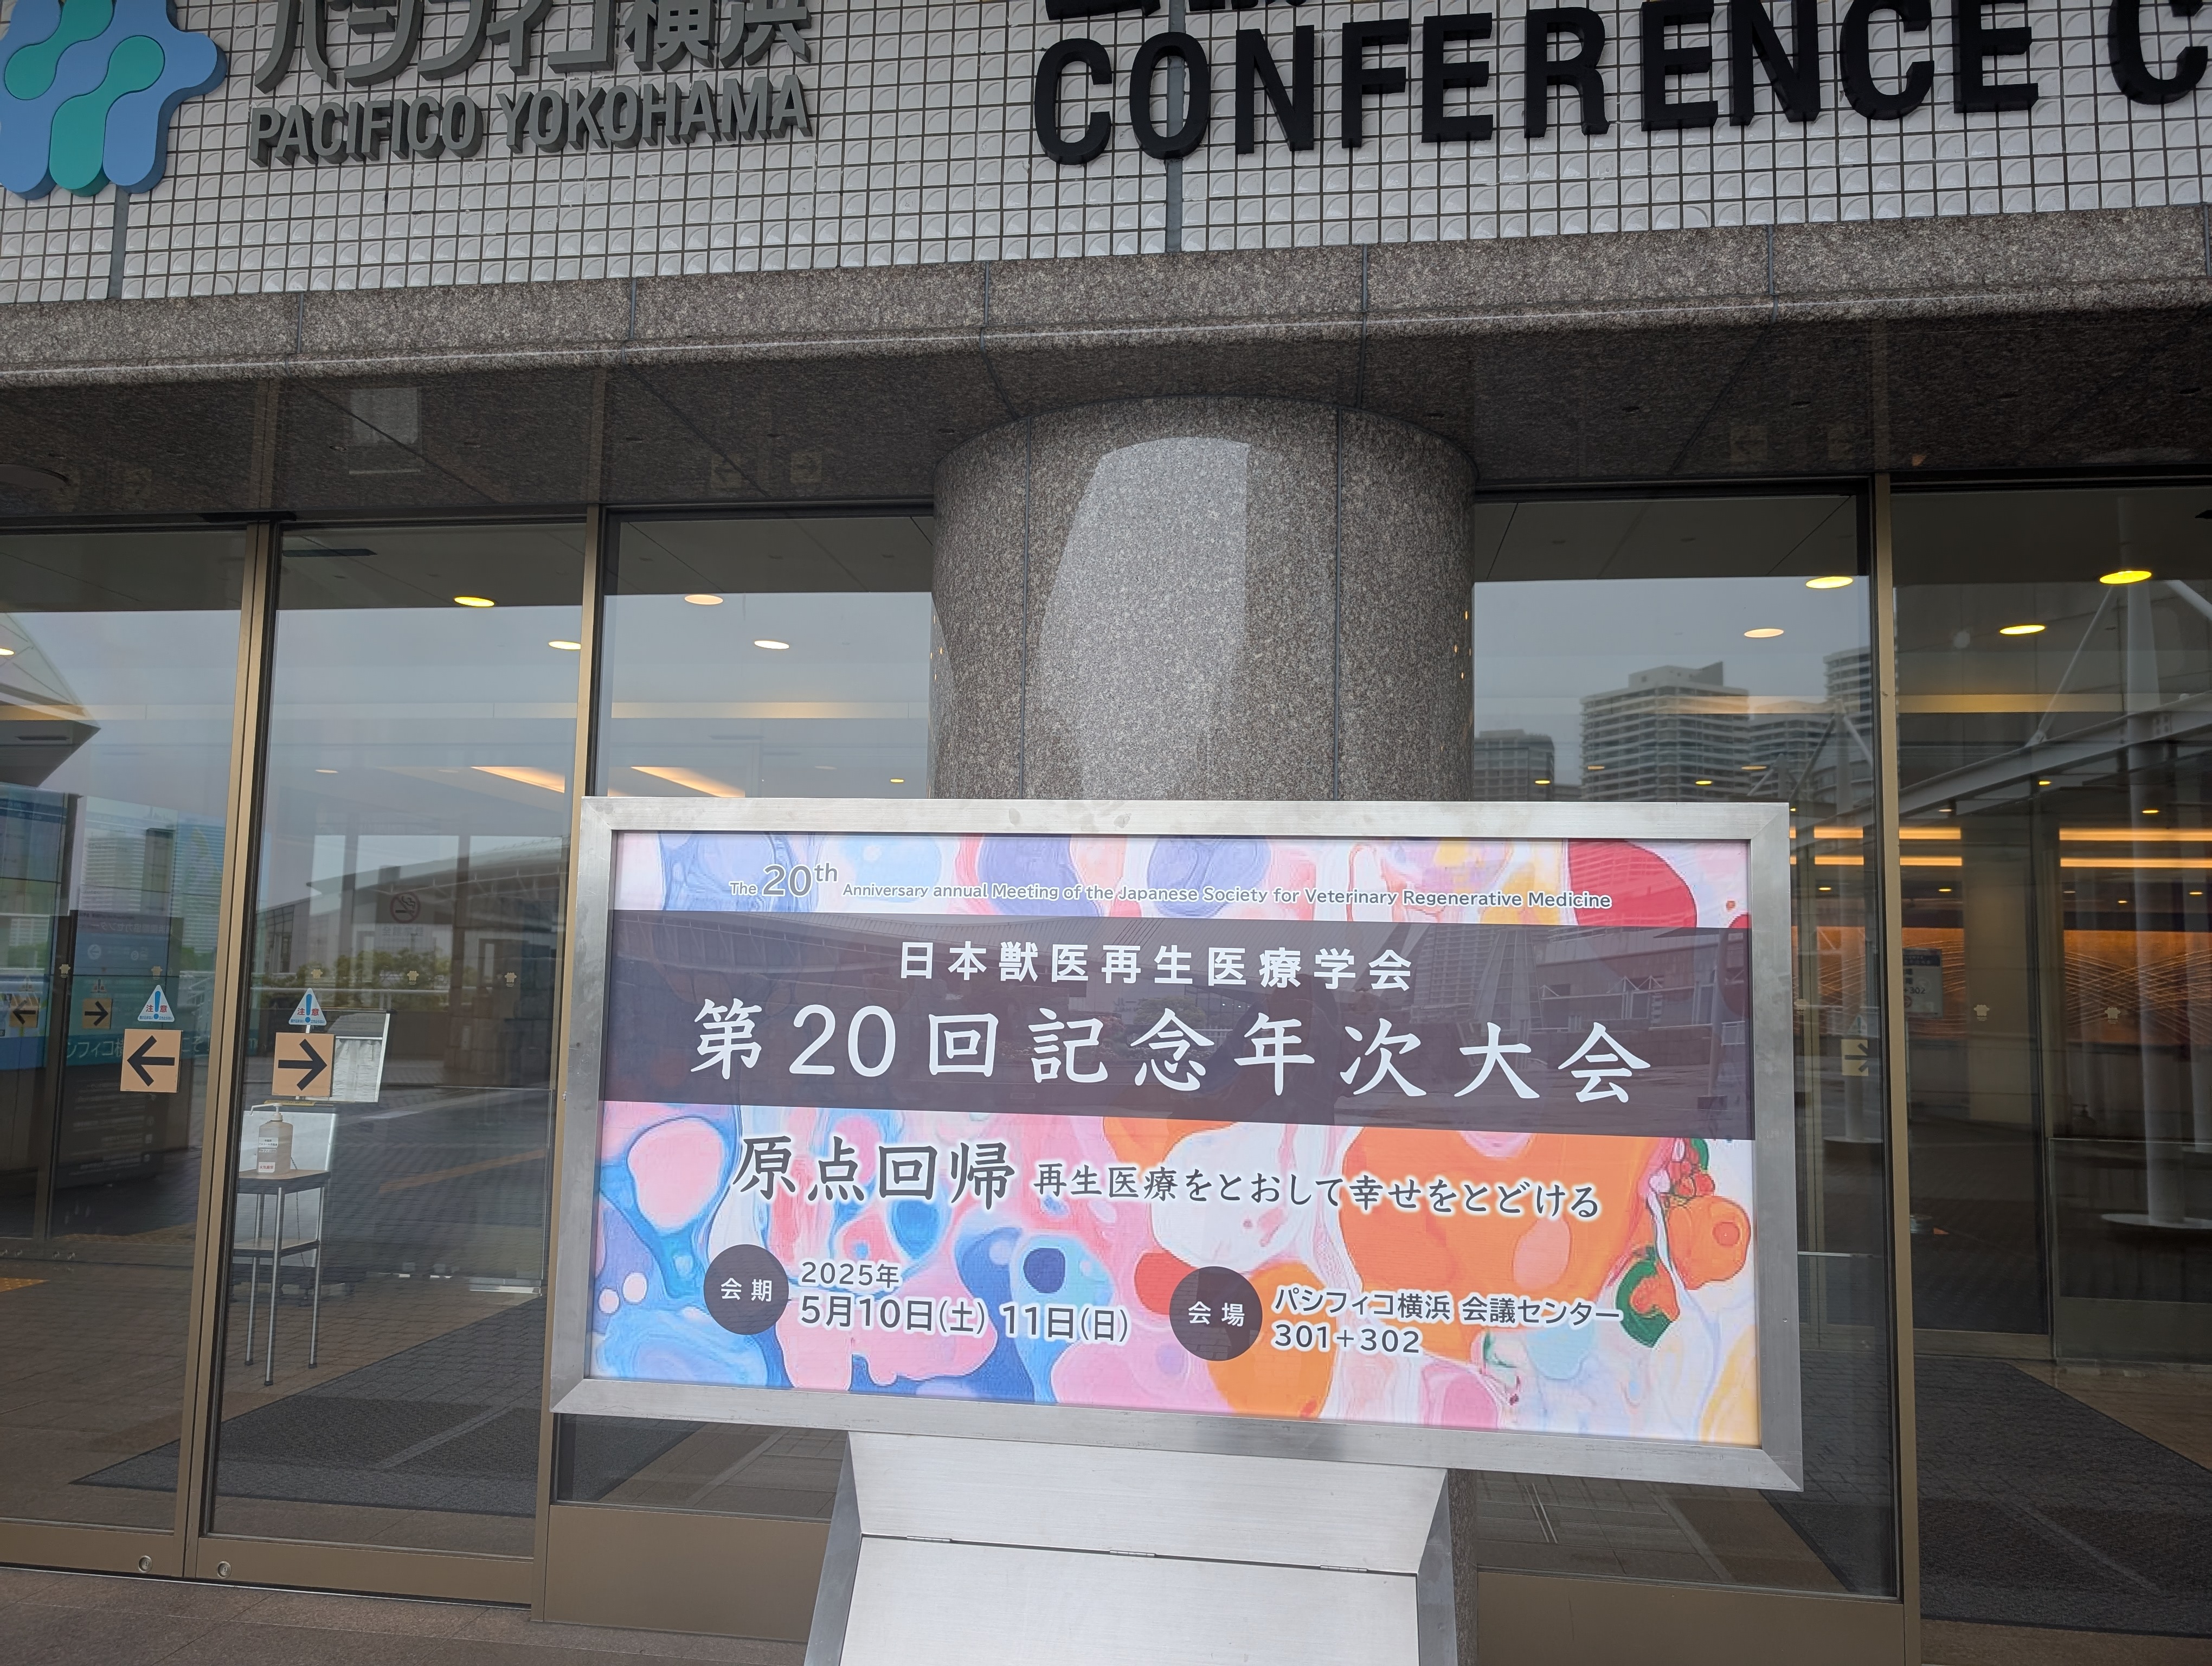 パシフィコ横浜
PACIFICO YOKOHAMA
CONFERENCE C
The 20th Anniversary annual Meeting of the Japanese Society for Veterinary Regenerative Medicine
日本獣医再生医療学会
第20回記念年次大会
原点回帰 再生医療をとおして幸せをとどける
会期
2025年
5月10日(土) 11日(日)
会場
パシフィコ横浜 会議センター
301+302
注意
注意